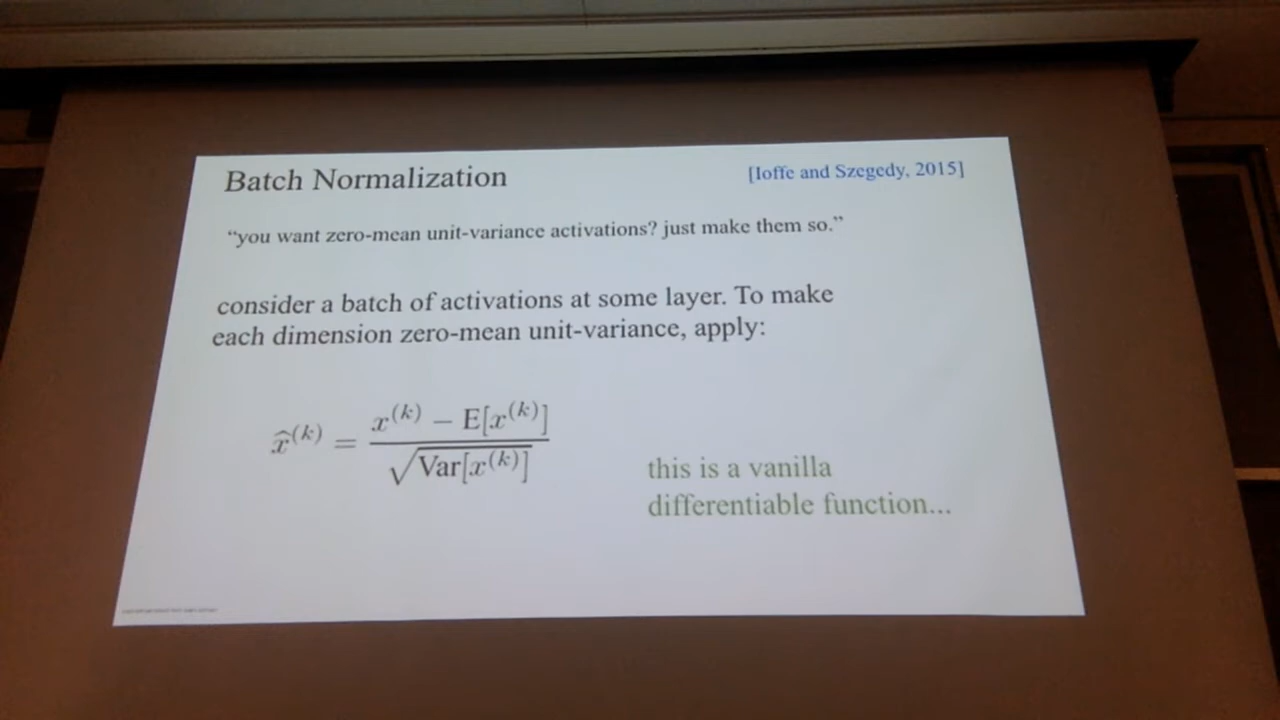 Batch Normalization
[Ioffe and Szegedy, 2015]
“you want zero-mean unit-variance activations? just make them so.”
consider a batch of activations at some layer. To make
each dimension zero-mean unit-variance, apply:
x̂^(k) = (x^(k) − E[x^(k)]) / √Var[x^(k)]
this is a vanilla
differentiable function...